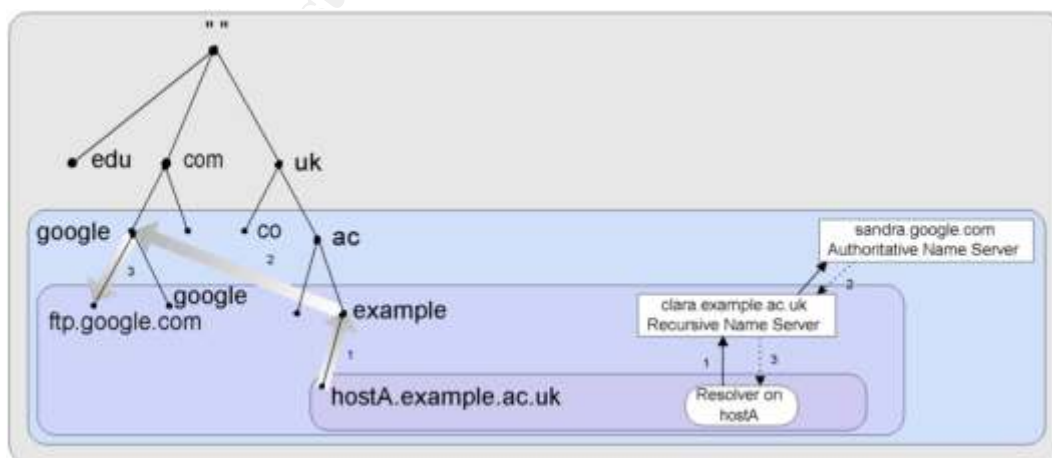 " "
edu
com
uk
google
co
ac
sandra.google.com
Authoritative Name Server
3
2
2
google
ftp.google.com
example
clara.example.ac.uk
Recursive Name Server
1
1
3
hostA.example.ac.uk
Resolver on
hostA